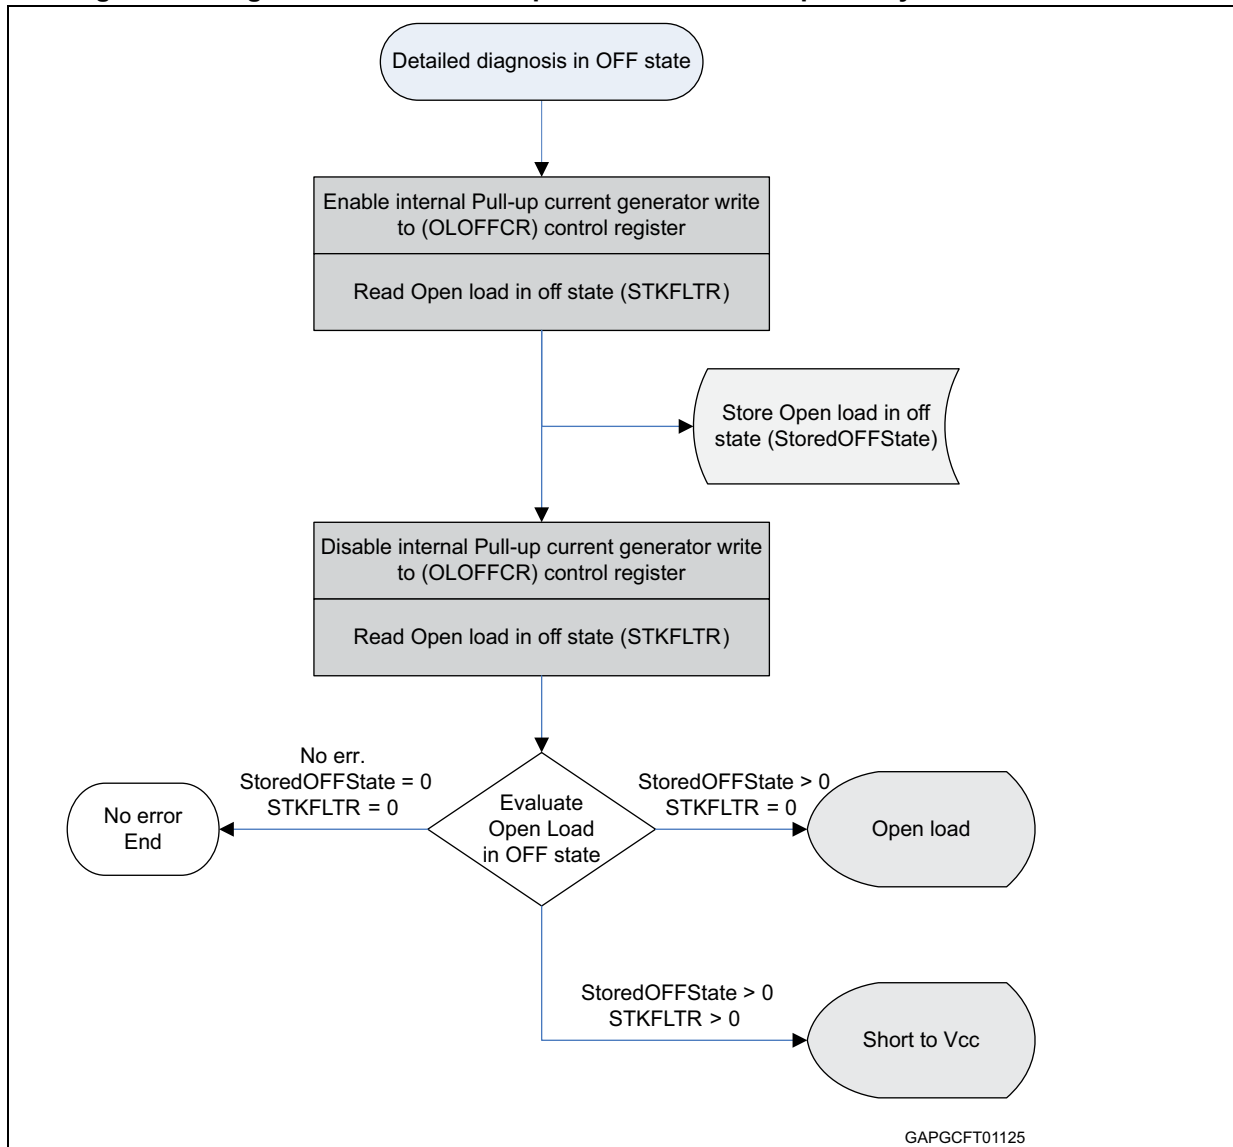 Detailed diagnosis in OFF state
Enable internal Pull-up current generator write
to (OLOFFCR) control register
Read Open load in off state (STKFLTR)
Store Open load in off
state (StoredOFFState)
Disable internal Pull-up current generator write
to (OLOFFCR) control register
Read Open load in off state (STKFLTR)
No err.
StoredOFFState = 0
STKFLTR = 0
StoredOFFState > 0
STKFLTR = 0
No error
End
Evaluate
Open Load
in OFF state
Open load
StoredOFFState > 0
STKFLTR > 0
Short to Vcc
GAPGCFT01125